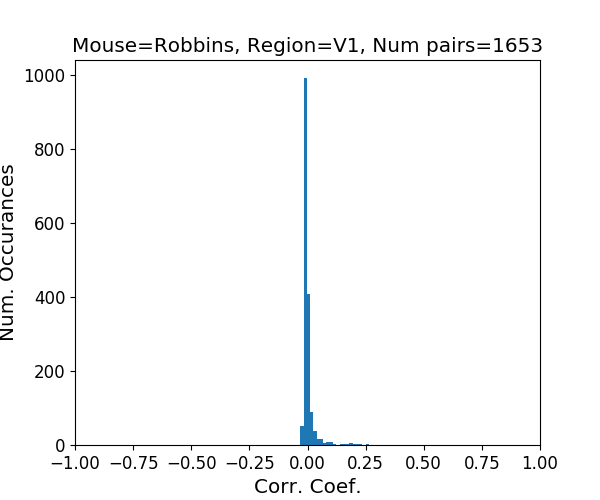 Mouse=Robbins, Region=V1, Num pairs=1653
1000
800
600
400
200
0
Num. Occurances
−1.00 −0.75 −0.50 −0.25 0.00 0.25 0.50 0.75 1.00
Corr. Coef.